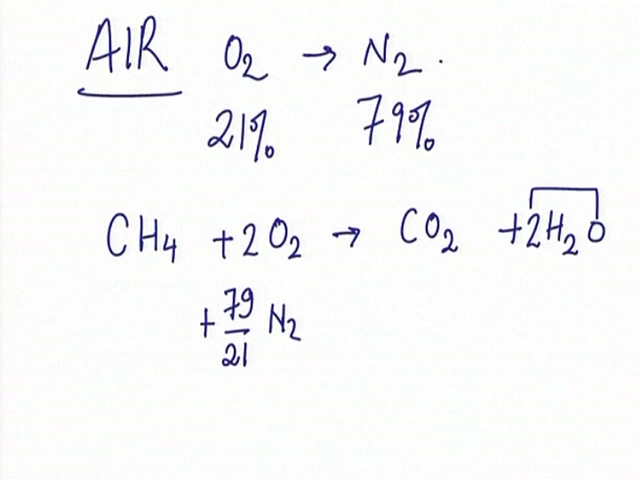 AIR O₂ → N₂.
21% 79%
CH₄ + 2O₂ → CO₂ + 2H₂O
+ 79/21 N₂